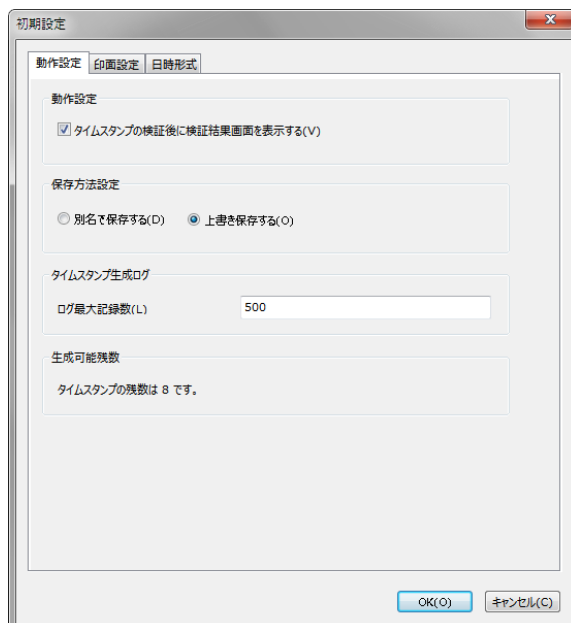 初期設定
動作設定 印面設定 日時形式
動作設定
タイムスタンプの検証後に検証結果画面を表示する(V)
保存方法設定
別名で保存する(D) 上書き保存する(O)
タイムスタンプ生成ログ
ログ最大記録数(L) 500
生成可能残数
タイムスタンプの残数は 8 です。
OK(O) キャンセル(C)